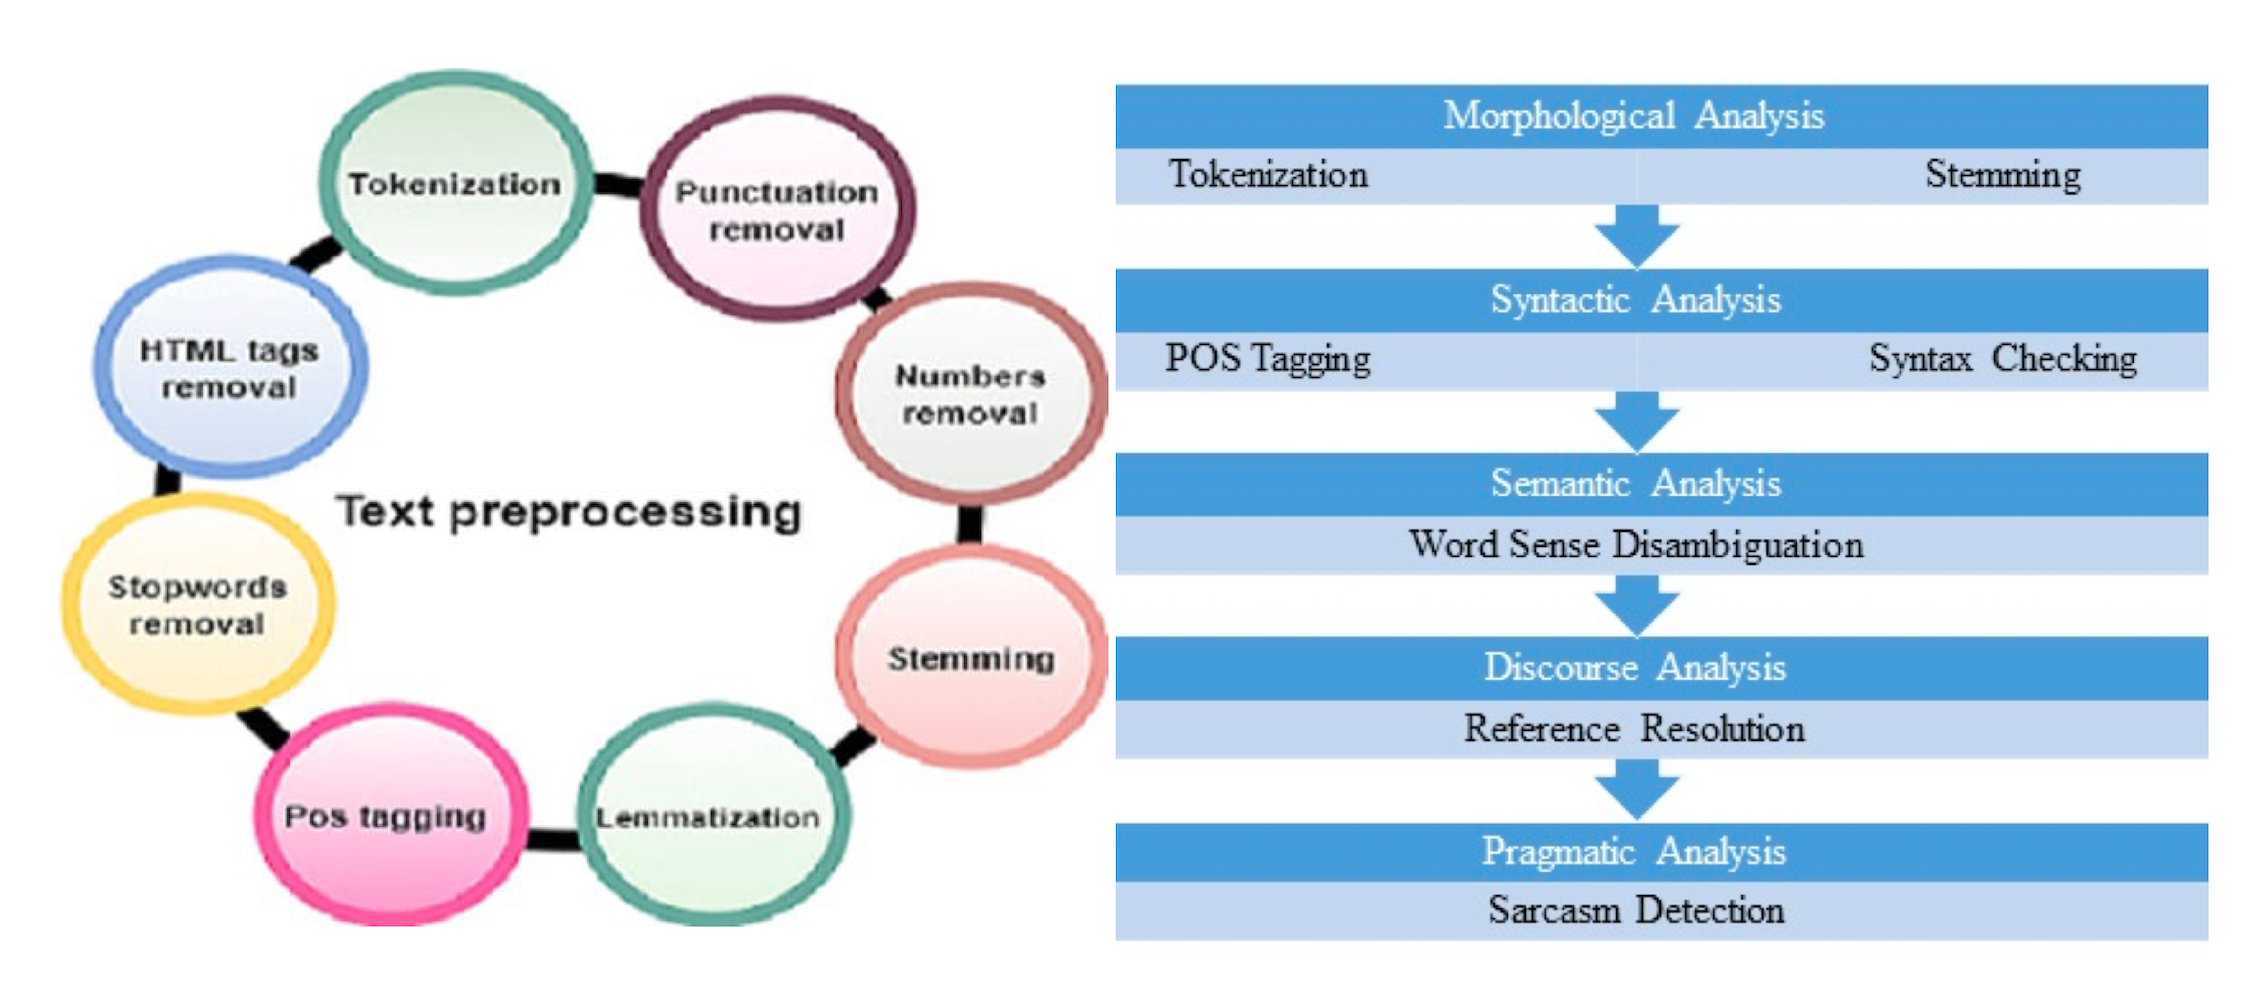 Tokenization
Punctuation
removal
HTML tags
removal
Numbers
removal
Text preprocessing
Stopwords
removal
Stemming
Pos tagging
Lemmatization
Morphological Analysis
Tokenization Stemming
Syntactic Analysis
POS Tagging Syntax Checking
Semantic Analysis
Word Sense Disambiguation
Discourse Analysis
Reference Resolution
Pragmatic Analysis
Sarcasm Detection